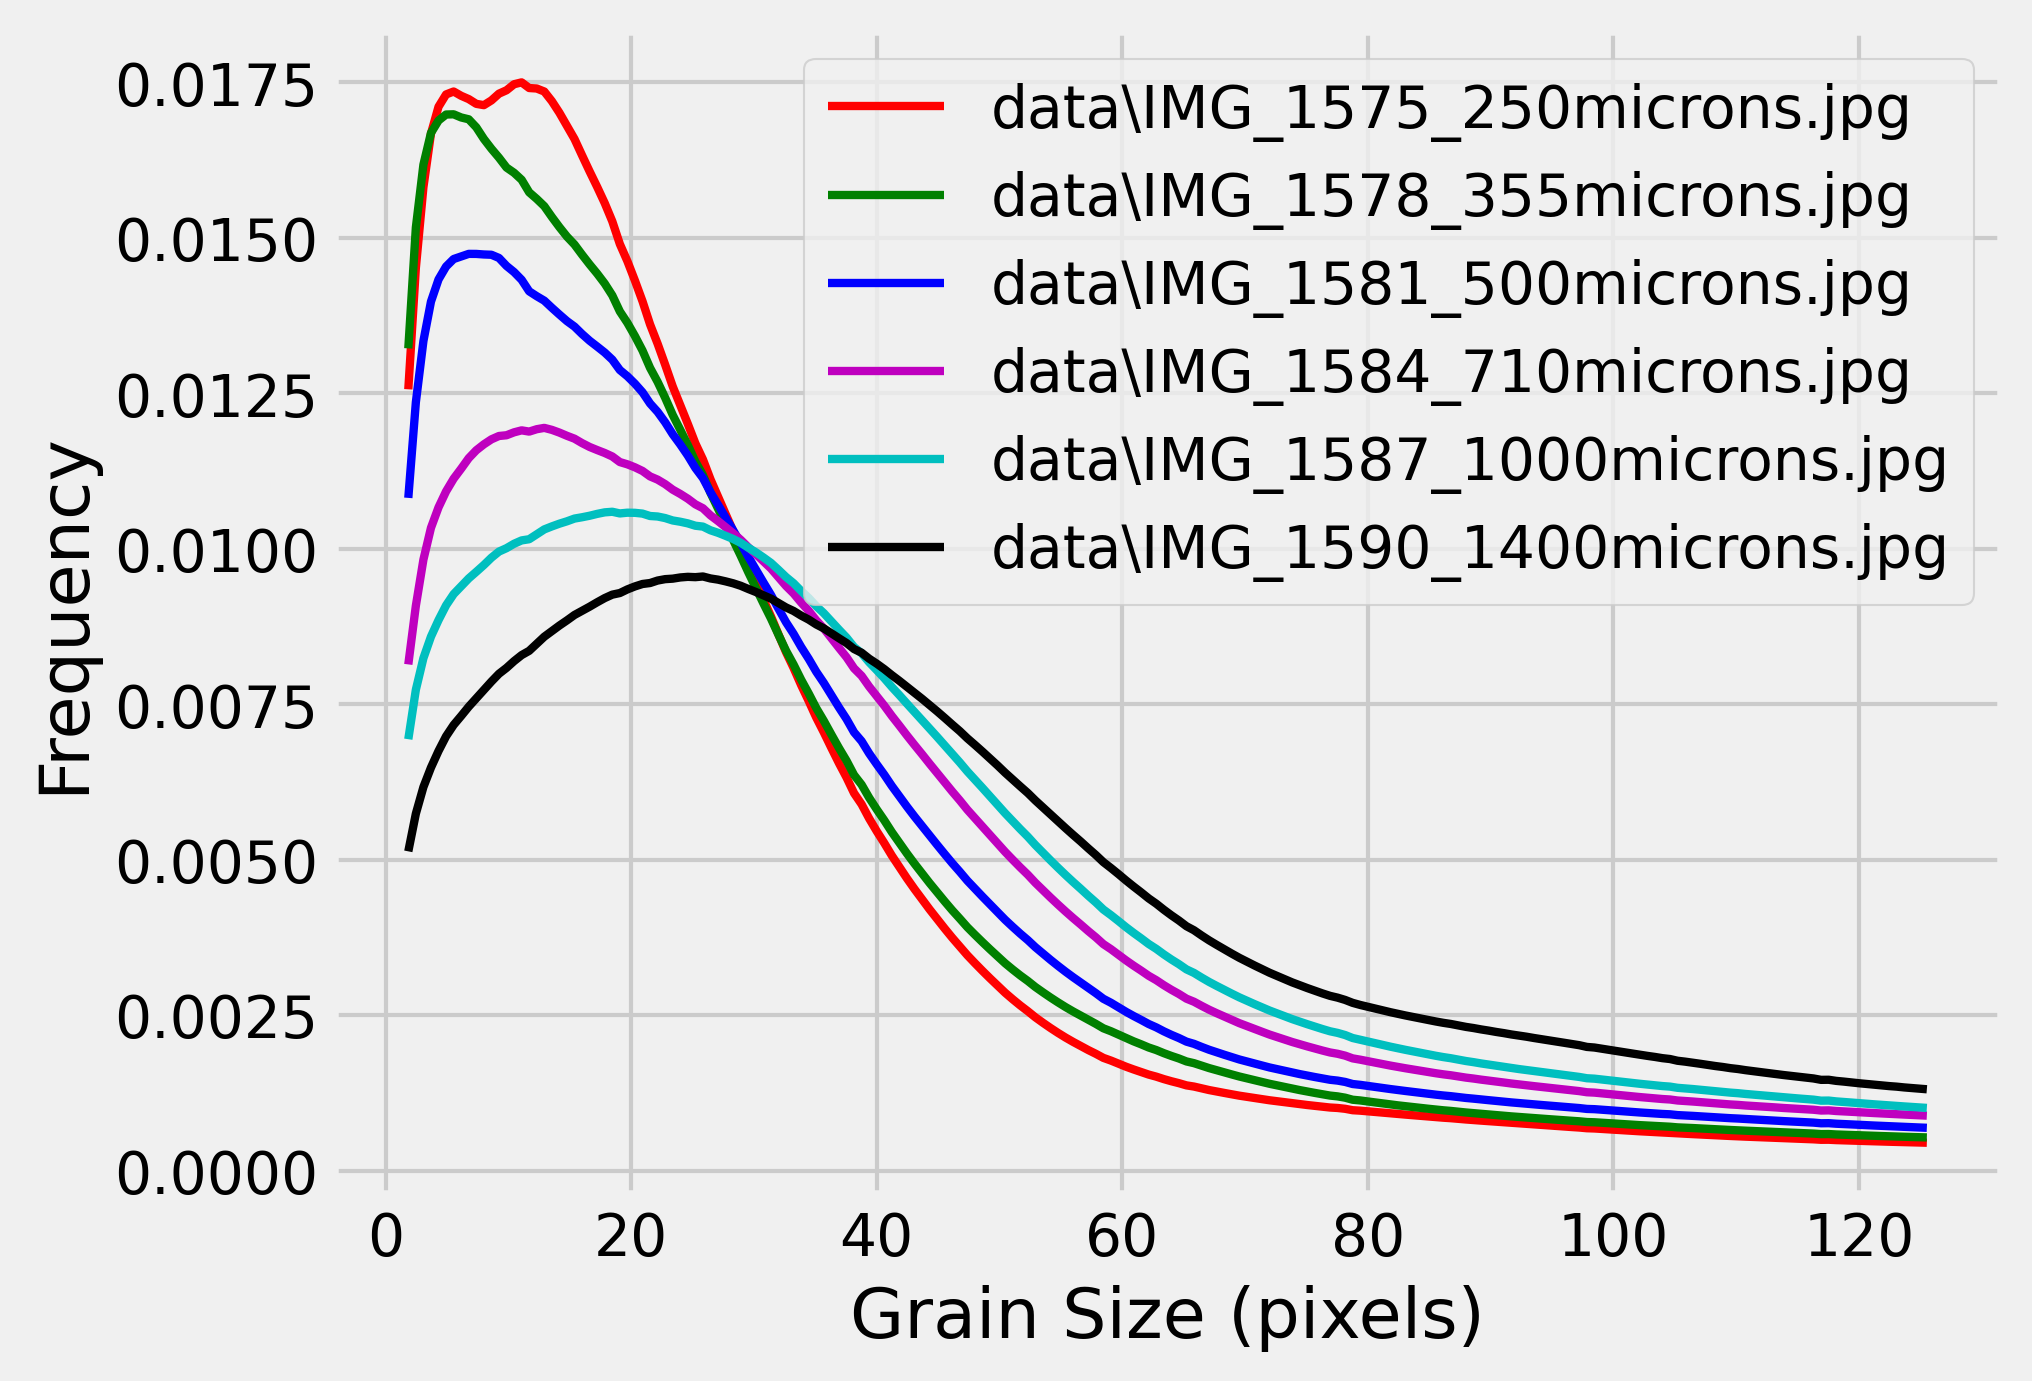 0.0175
0.0150
0.0125
0.0100
0.0075
0.0050
0.0025
0.0000
Frequency
data\IMG_1575_250microns.jpg
data\IMG_1578_355microns.jpg
data\IMG_1581_500microns.jpg
data\IMG_1584_710microns.jpg
data\IMG_1587_1000microns.jpg
data\IMG_1590_1400microns.jpg
0 20 40 60 80 100 120
Grain Size (pixels)